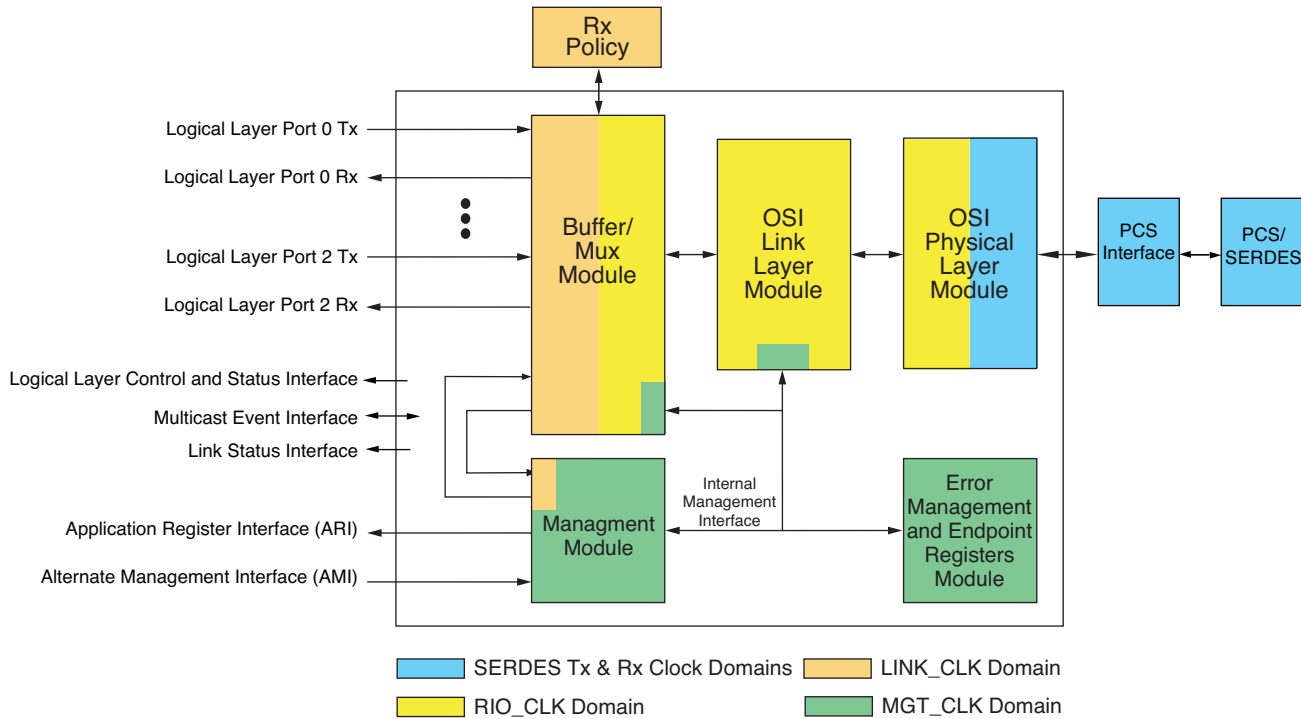 Rx
Policy
Logical Layer Port 0 Tx
Logical Layer Port 0 Rx
Logical Layer Port 2 Tx
Logical Layer Port 2 Rx
Logical Layer Control and Status Interface
Multicast Event Interface
Link Status Interface
Application Register Interface (ARI)
Alternate Management Interface (AMI)
Buffer/
Mux
Module
OSI
Link
Layer
Module
OSI
Physical
Layer
Module
PCS
Interface
PCS/
SERDES
Managment
Module
Internal
Management
Interface
Error
Management
and Endpoint
Registers
Module
SERDES Tx & Rx Clock Domains
LINK_CLK Domain
RIO_CLK Domain
MGT_CLK Domain